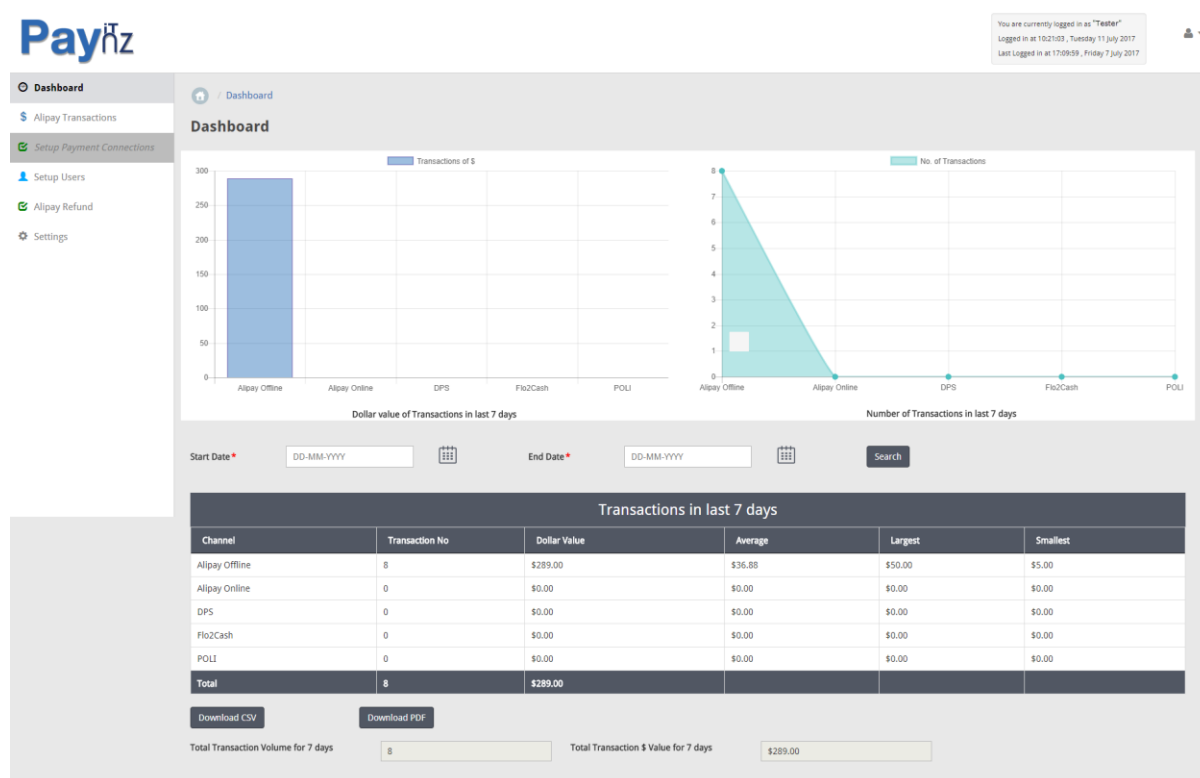 PayiTnz
You are currently logged in as "Tester"
Logged in at 10:21:03 , Tuesday 11 July 2017
Last Logged in at 17:09:59 , Friday 7 July 2017
Dashboard
$ Alipay Transactions
Setup Payment Connections
Setup Users
Alipay Refund
Settings
/ Dashboard
Dashboard
Transactions of $
300
250
200
150
100
50
0
Alipay Offline Alipay Online DPS Flo2Cash POLI
Dollar value of Transactions in last 7 days
No. of Transactions
8
7
6
5
4
3
2
1
0
Alipay Offline Alipay Online DPS Flo2Cash POLI
Number of Transactions in last 7 days
Start Date* DD-MM-YYYY End Date* DD-MM-YYYY Search
Transactions in last 7 days
Channel Transaction No Dollar Value Average Largest Smallest
Alipay Offline 8 $289.00 $36.88 $50.00 $5.00
Alipay Online 0 $0.00 $0.00 $0.00 $0.00
DPS 0 $0.00 $0.00 $0.00 $0.00
Flo2Cash 0 $0.00 $0.00 $0.00 $0.00
POLI 0 $0.00 $0.00 $0.00 $0.00
Total 8 $289.00
Download CSV Download PDF
Total Transaction Volume for 7 days 8 Total Transaction $ Value for 7 days $289.00